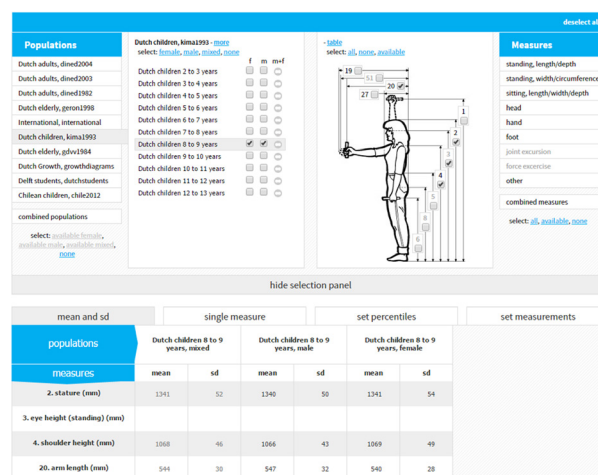 deselect al
Populations
Dutch adults, dined2004
Dutch adults, dined2003
Dutch adults, dined1982
Dutch elderly, geron1998
International, international
Dutch children, kima1993
Dutch elderly, gdvv1984
Dutch Growth, growthdiagrams
Delft students, dutchstudents
Chilean children, chile2012
combined populations
select: available female,
available male, available mixed,
none
Dutch children, kima1993 - more
select: female, male, mixed, none
f m m+f
Dutch children 2 to 3 years
Dutch children 3 to 4 years
Dutch children 4 to 5 years
Dutch children 5 to 6 years
Dutch children 6 to 7 years
Dutch children 7 to 8 years
Dutch children 8 to 9 years
Dutch children 9 to 10 years
Dutch children 10 to 11 years
Dutch children 11 to 12 years
Dutch children 12 to 13 years
- table
select: all, none, available
19
51
20
27
1
2
3
4
5
8
6
Measures
standing, length/depth
standing, width/circumference
sitting, length/width/depth
head
hand
foot
joint excursion
force excercise
other
combined measures
select: all, available, none
hide selection panel
mean and sd single measure set percentiles set measurements
populations Dutch children 8 to 9 years, mixed Dutch children 8 to 9 years, male Dutch children 8 to 9 years, female
measures mean sd mean sd mean sd
2. stature (mm) 1341 52 1340 50 1341 54
3. eye height (standing) (mm)
4. shoulder height (mm) 1068 46 1066 43 1069 49
20. arm length (mm) 544 30 547 32 540 28